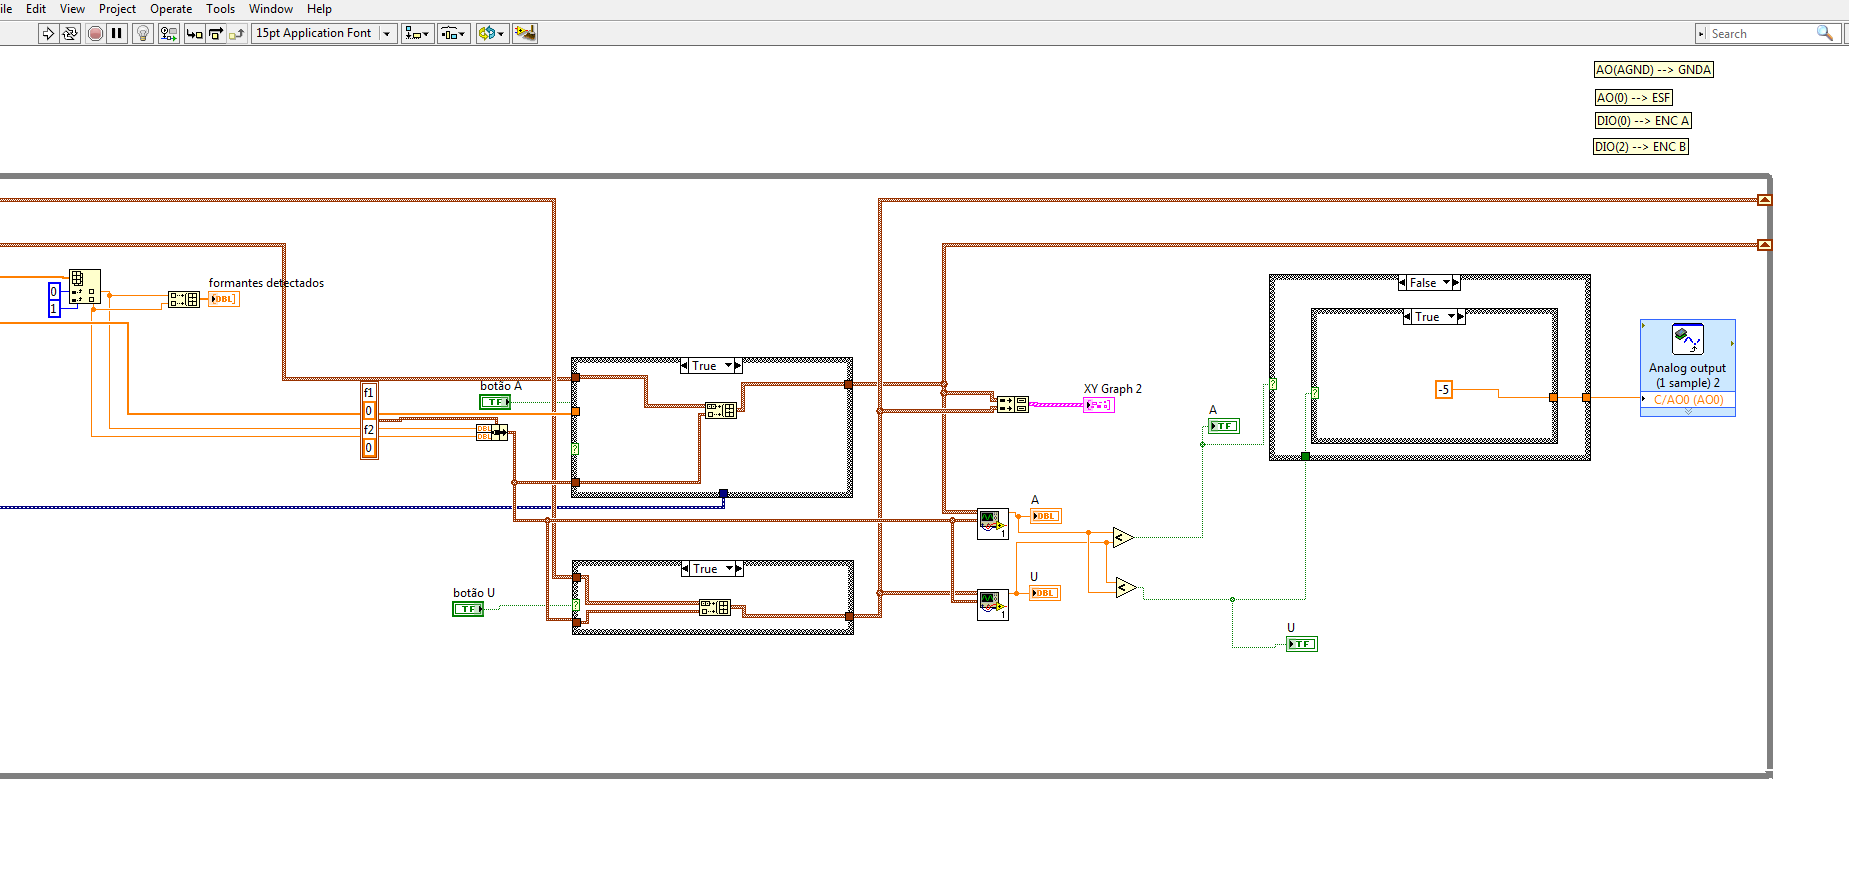 ile Edit View Project Operate Tools Window Help
15pt Application Font
Search
AO(AGND) --> GNDA
AO(0) --> ESF
DIO(0) --> ENC A
DIO(2) --> ENC B
formantes detectados
0
1
DBL
False
True
Analog output
(1 sample) 2
C/AO0 (AO0)
-5
True
botão A
TF
f1
0
f2
0
DBL
DBL
XY Graph 2
A
TF
A
DBL
1
True
botão U
TF
U
DBL
1
U
TF